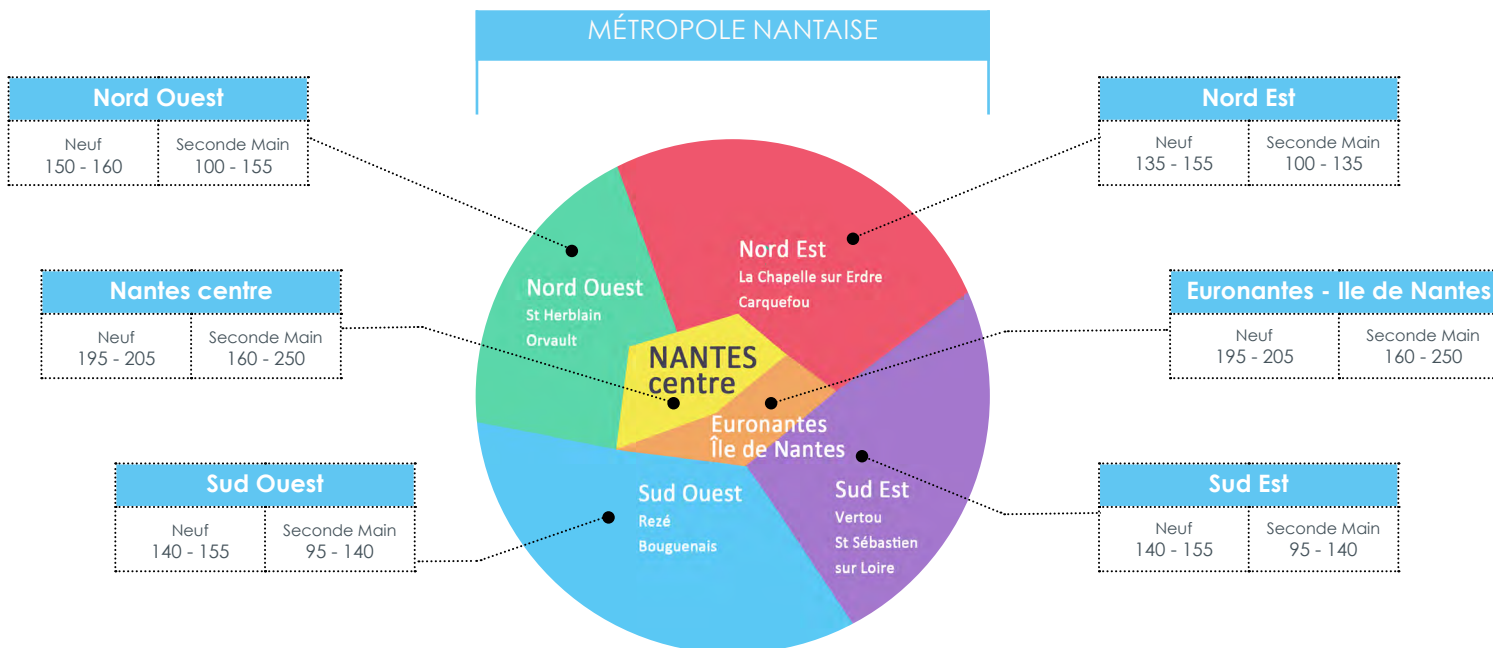 MÉTROPOLE NANTAISE
Nord Ouest
Neuf
150 - 160
Seconde Main
100 - 155
Nord Est
Neuf
135 - 155
Seconde Main
100 - 135
Nantes centre
Neuf
195 - 205
Seconde Main
160 - 250
Euronantes - Ile de Nantes
Neuf
195 - 205
Seconde Main
160 - 250
Sud Ouest
Neuf
140 - 155
Seconde Main
95 - 140
Sud Est
Neuf
140 - 155
Seconde Main
95 - 140
Nord Est
La Chapelle sur Erdre
Carquefou
Nord Ouest
St Herblain
Orvault
NANTES
centre
Euronantes
Île de Nantes
Sud Ouest
Rezé
Bouguenais
Sud Est
Vertou
St Sébastien
sur Loire